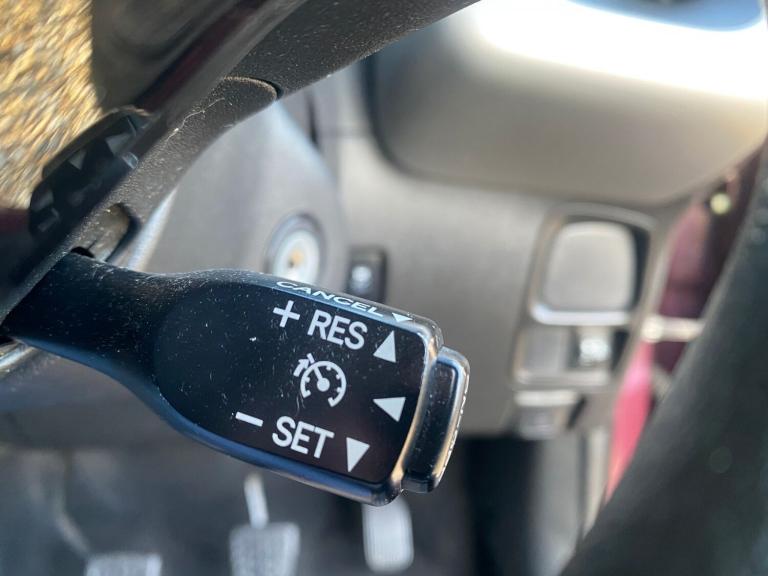 CANCEL
+ RES
- SET